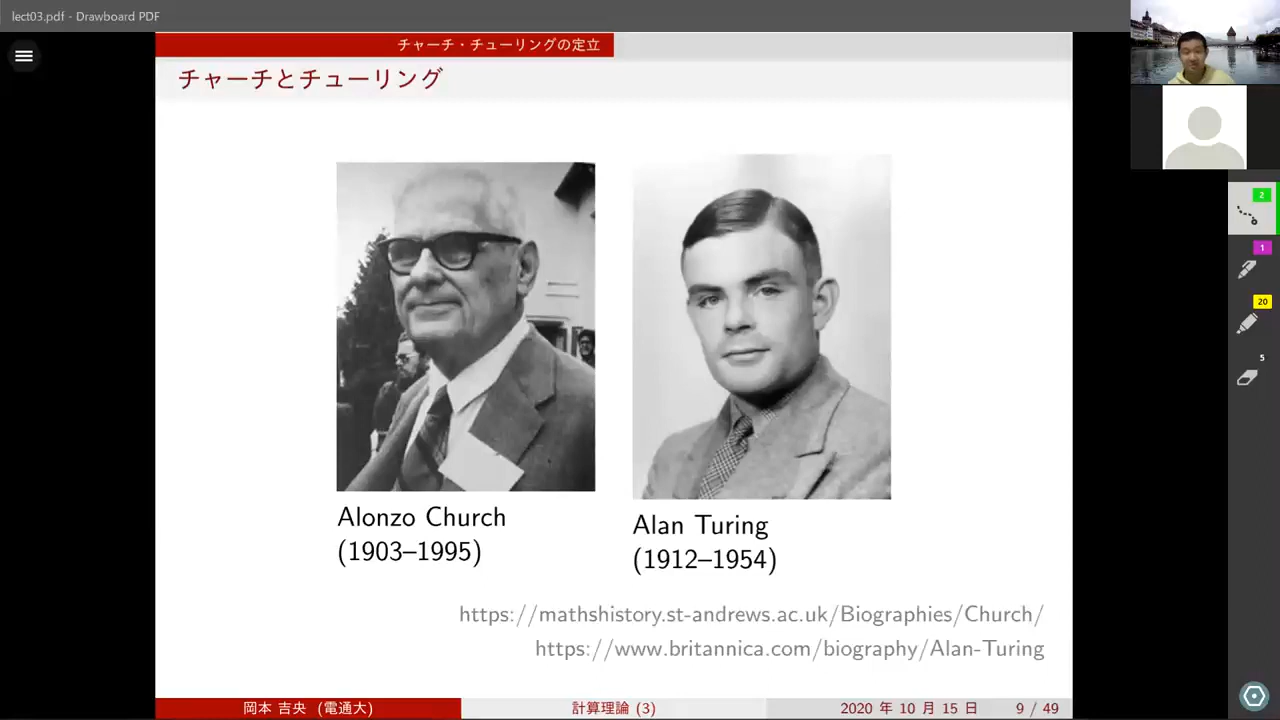 lect03.pdf - Drawboard PDF
チャーチ・チューリングの定立
チャーチとチューリング
2
1
20
5
Alonzo Church
(1903–1995)
Alan Turing
(1912–1954)
https://mathshistory.st-andrews.ac.uk/Biographies/Church/
https://www.britannica.com/biography/Alan-Turing
岡本 吉央 (電通大)
計算理論 (3)
2020 年 10 月 15 日
9 / 49